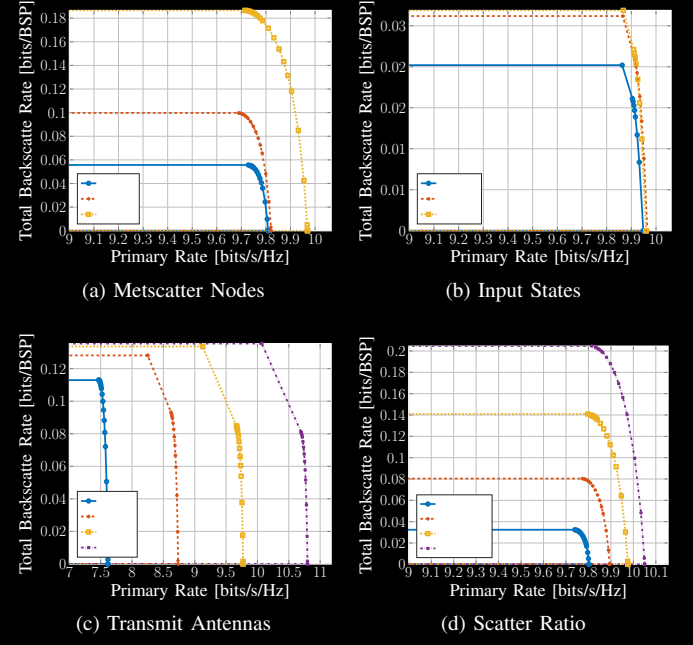 0.18
0.16
0.14
0.12
0.1
0.08
0.06
0.04
0.02
0
Total Backscatte Rate [bits/BSP]
9 9.1 9.2 9.3 9.4 9.5 9.6 9.7 9.8 9.9 10
Primary Rate [bits/s/Hz]
(a) Metscatter Nodes
0.03
0.02
0.02
0.01
0.01
0
Total Backscatte Rate [bits/BSP]
9 9.1 9.2 9.3 9.4 9.5 9.6 9.7 9.8 9.9 10
Primary Rate [bits/s/Hz]
(b) Input States
0.12
0.1
0.08
0.06
0.04
0.02
0
Total Backscatte Rate [bits/BSP]
7 7.5 8 8.5 9 9.5 10 10.5 11
Primary Rate [bits/s/Hz]
(c) Transmit Antennas
0.2
0.18
0.16
0.14
0.12
0.1
0.08
0.06
0.04
0.02
0
Total Backscatte Rate [bits/BSP]
9 9.1 9.2 9.3 9.4 9.5 9.6 9.7 9.8 9.9 10 10.1
Primary Rate [bits/s/Hz]
(d) Scatter Ratio